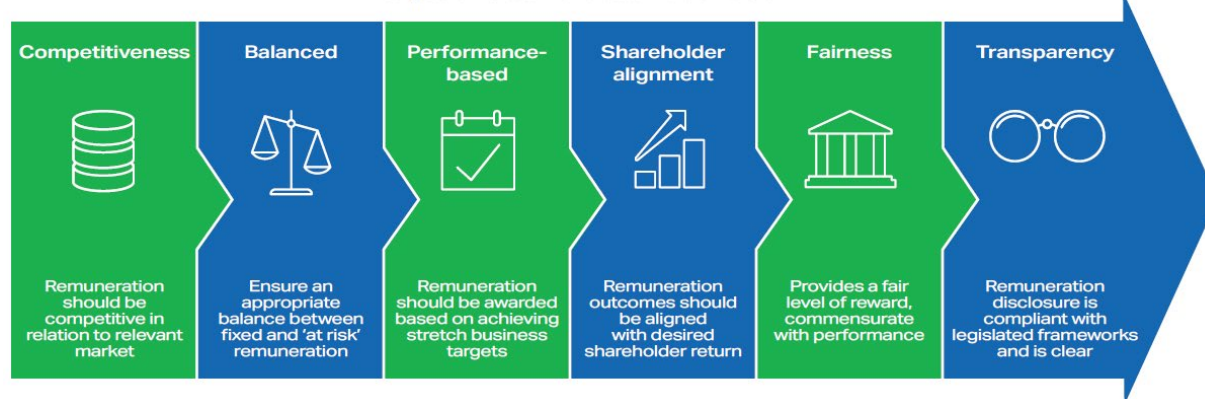 Competitiveness
Remuneration
should be
competitive in
relation to relevant
market
Balanced
Ensure an
appropriate
balance between
fixed and ‘at risk’
remuneration
Performance-
based
Remuneration
should be awarded
based on achieving
stretch business
targets
Shareholder
alignment
Remuneration
outcomes should
be aligned
with desired
shareholder return
Fairness
Provides a fair
level of reward,
commensurate
with performance
Transparency
Remuneration
disclosure is
compliant with
legislated frameworks
and is clear